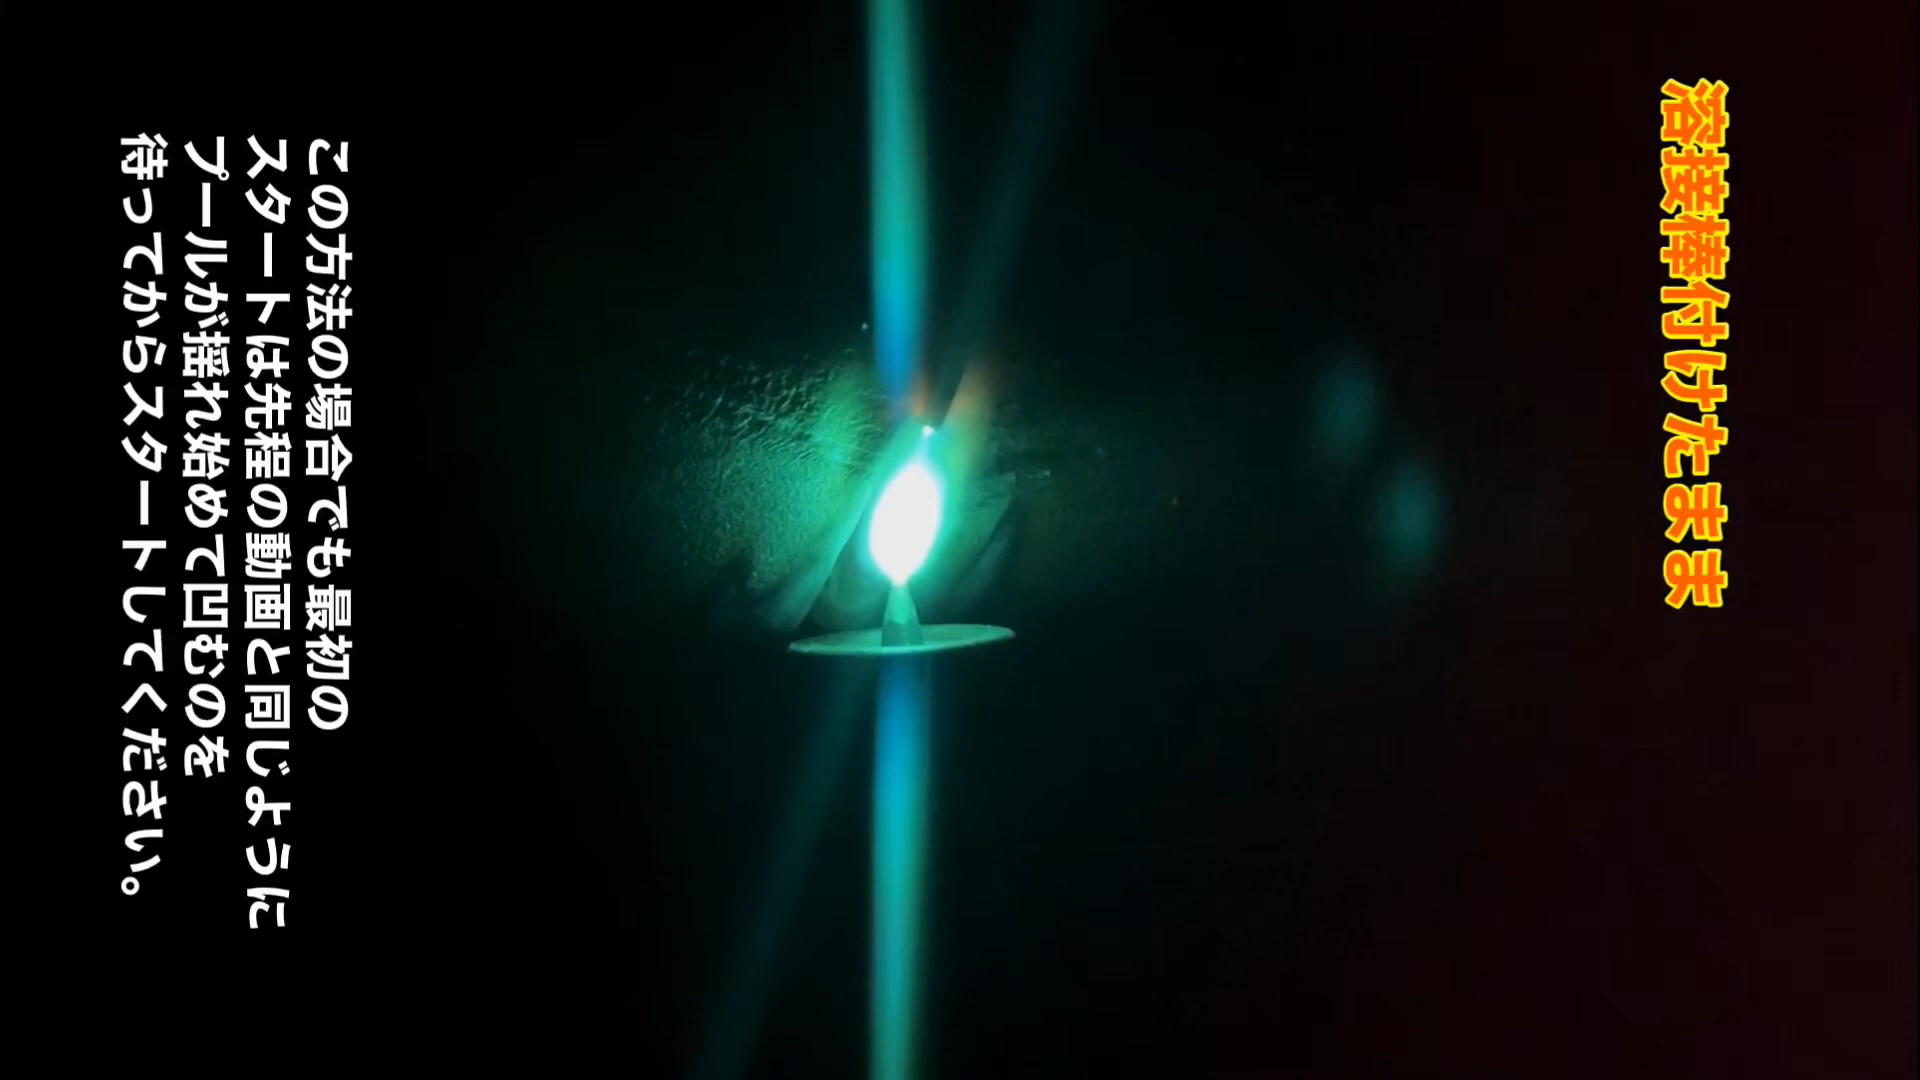 溶接棒付けたまま
この方法の場合でも最初の
スタートは先程の動画と同じように
プールが揺れ始めて凹むのを
待ってからスタートしてください。